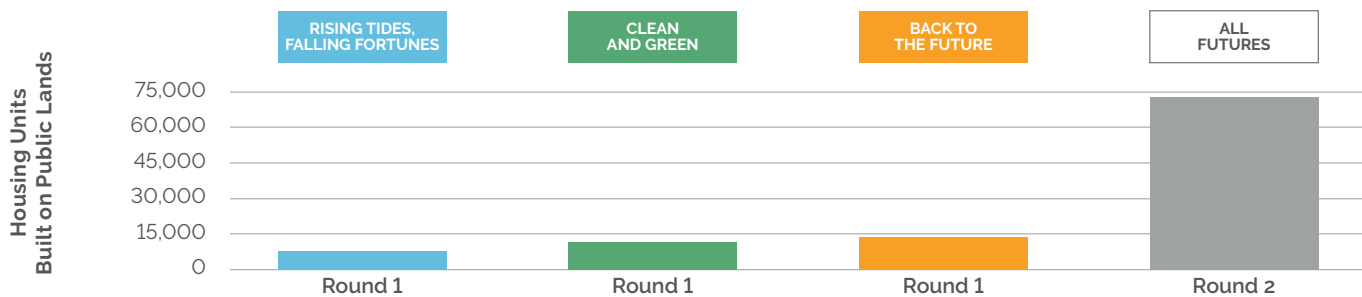 RISING TIDES,
FALLING FORTUNES
CLEAN
AND GREEN
BACK TO
THE FUTURE
ALL
FUTURES
Housing Units
Built on Public Lands
75,000
60,000
45,000
30,000
15,000
0
Round 1
Round 1
Round 1
Round 2